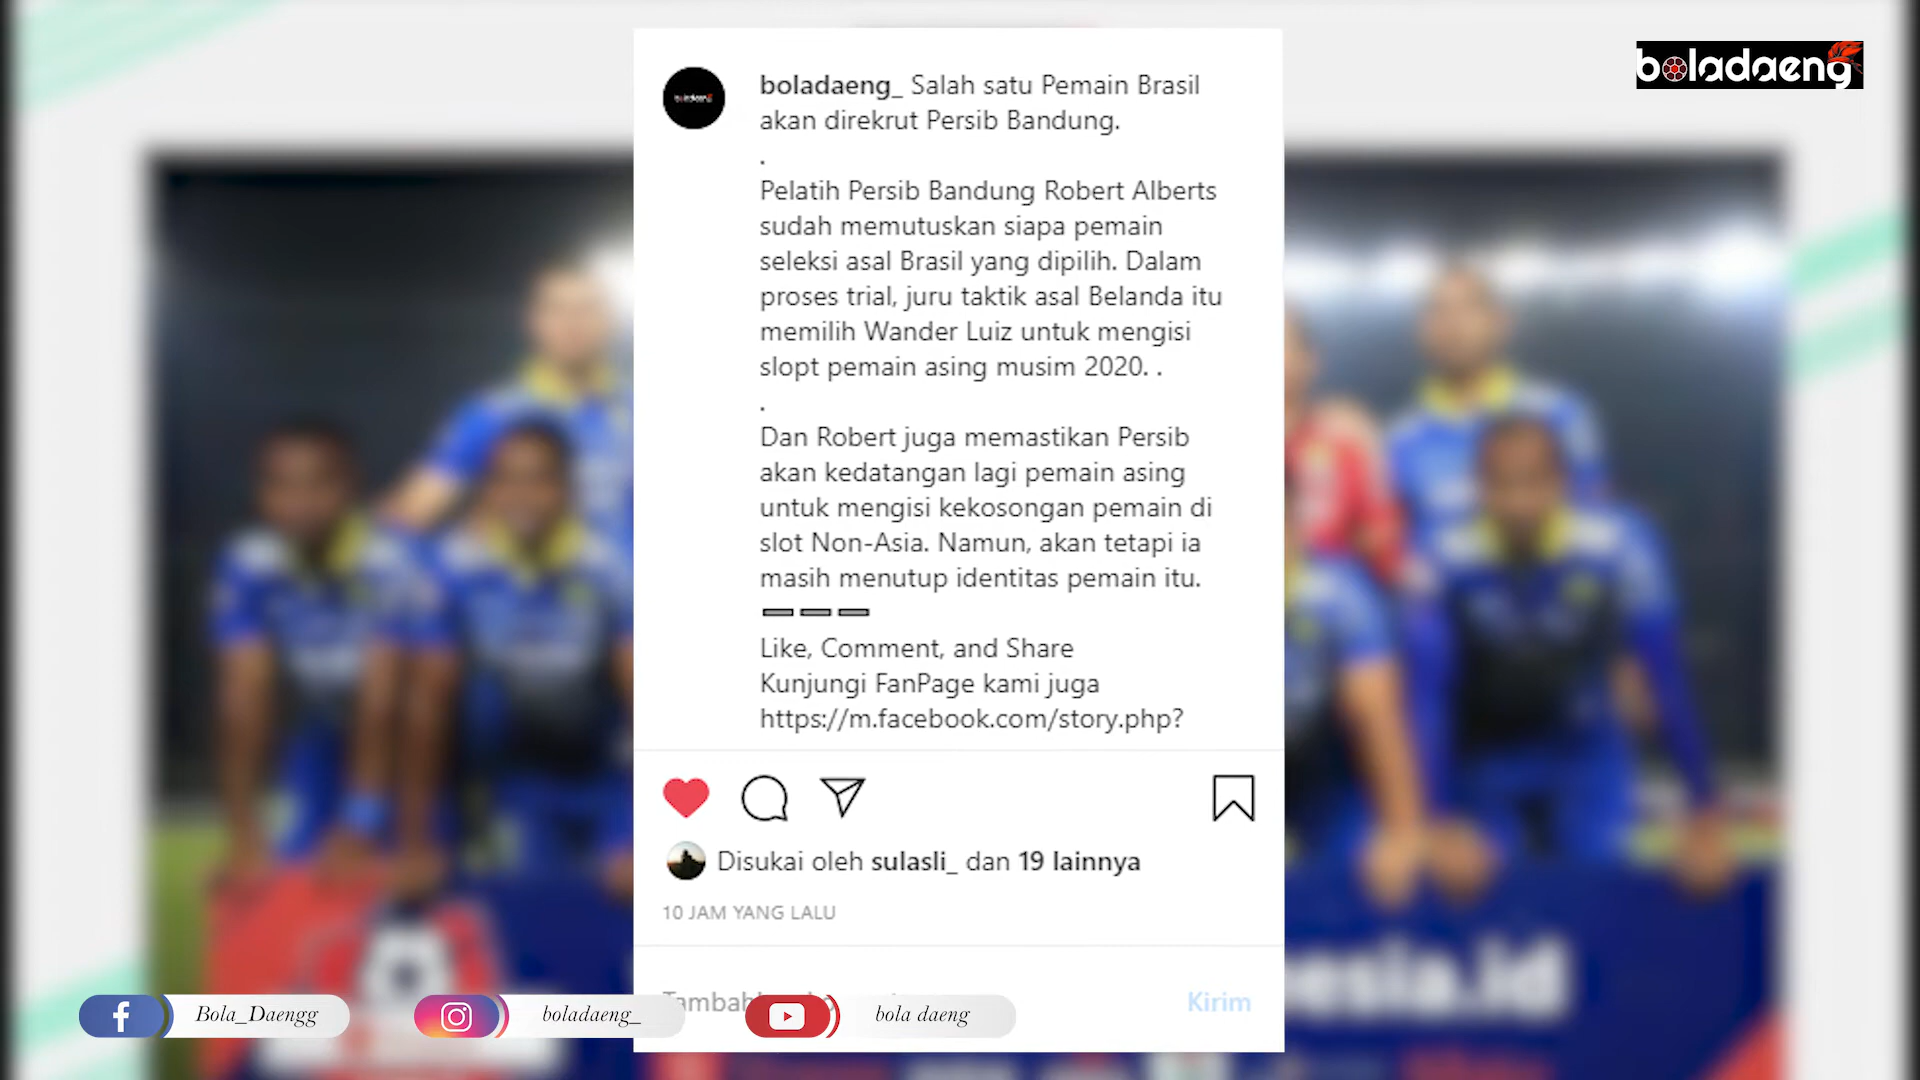 boladaeng
boladaeng_ Salah satu Pemain Brasil
akan direkrut Persib Bandung.
.
Pelatih Persib Bandung Robert Alberts
sudah memutuskan siapa pemain
seleksi asal Brasil yang dipilih. Dalam
proses trial, juru taktik asal Belanda itu
memilih Wander Luiz untuk mengisi
slopt pemain asing musim 2020. .
.
Dan Robert juga memastikan Persib
akan kedatangan lagi pemain asing
untuk mengisi kekosongan pemain di
slot Non-Asia. Namun, akan tetapi ia
masih menutup identitas pemain itu.
Like, Comment, and Share
Kunjungi FanPage kami juga
https://m.facebook.com/story.php?
Disukai oleh sulasli_ dan 19 lainnya
10 JAM YANG LALU
Kirim
Bola_Daengg
boladaeng_
bola daeng
esia.id